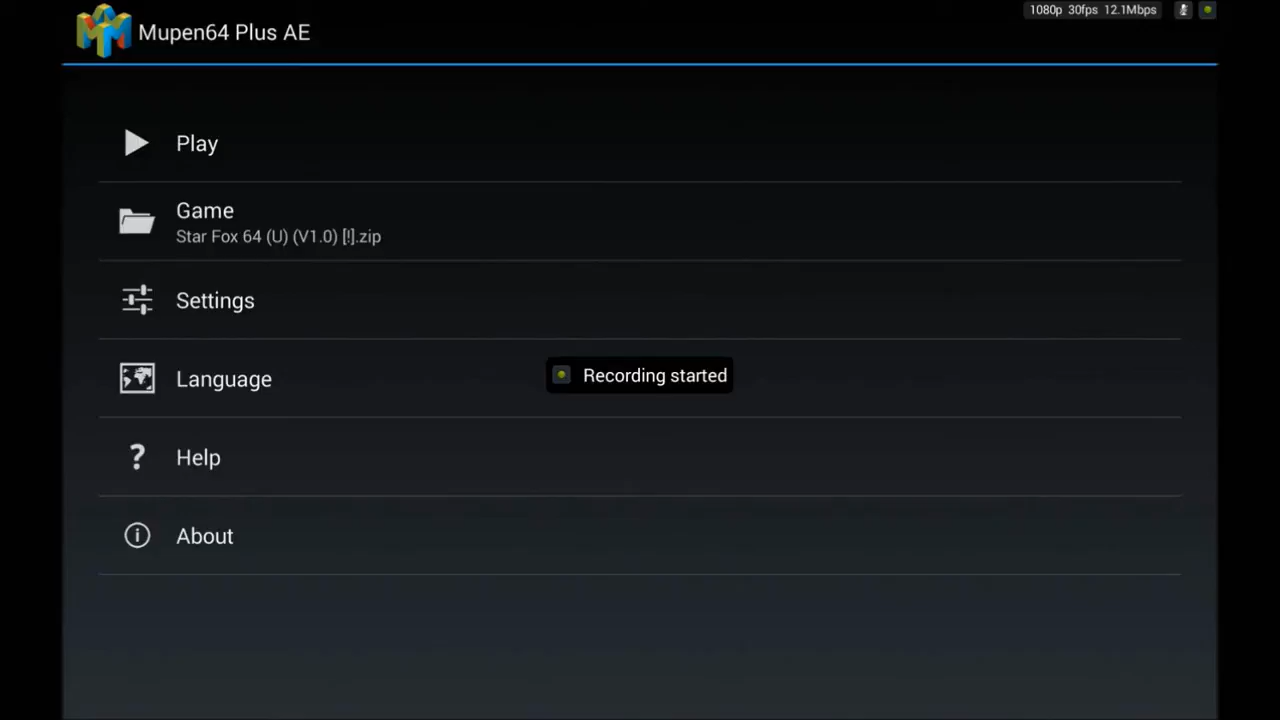 1080p 30fps 12.1Mbps
Mupen64 Plus AE
Play
Game
Star Fox 64 (U) (V1.0) [!].zip
Settings
Language
Recording started
Help
About